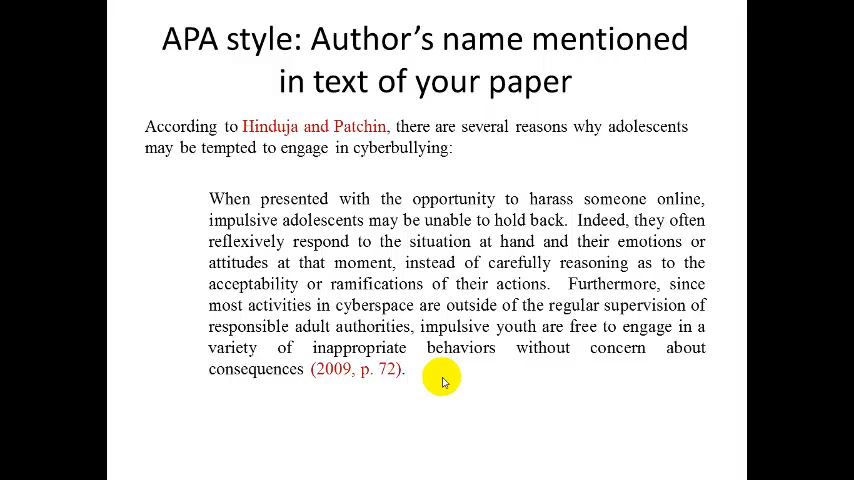 APA style: Author's name mentioned
in text of your paper
According to Hinduja and Patchin, there are several reasons why adolescents
may be tempted to engage in cyberbullying:
When presented with the opportunity to harass someone online,
impulsive adolescents may be unable to hold back. Indeed, they often
reflexively respond to the situation at hand and their emotions or
attitudes at that moment, instead of carefully reasoning as to the
acceptability or ramifications of their actions. Furthermore, since
most activities in cyberspace are outside of the regular supervision of
responsible adult authorities, impulsive youth are free to engage in a
variety of inappropriate behaviors without concern about
consequences (2009, p. 72).